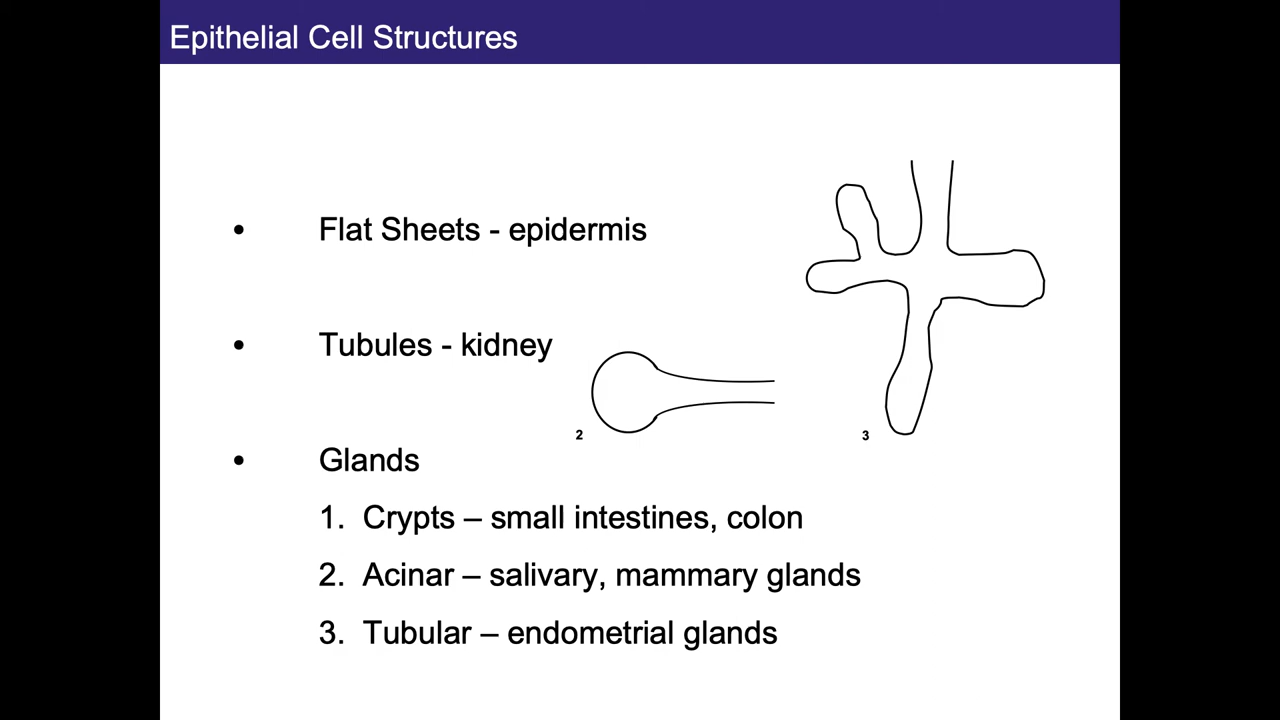 Epithelial Cell Structures
• Flat Sheets - epidermis
• Tubules - kidney
2
3
• Glands
1. Crypts – small intestines, colon
2. Acinar – salivary, mammary glands
3. Tubular – endometrial glands